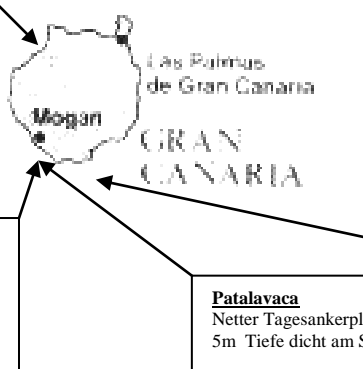 Las Palmas
de Gran Canaria
Mogan
GRAN
CANARIA
Patalavaca
Netter Tagesankerpl
5m Tiefe dicht am S